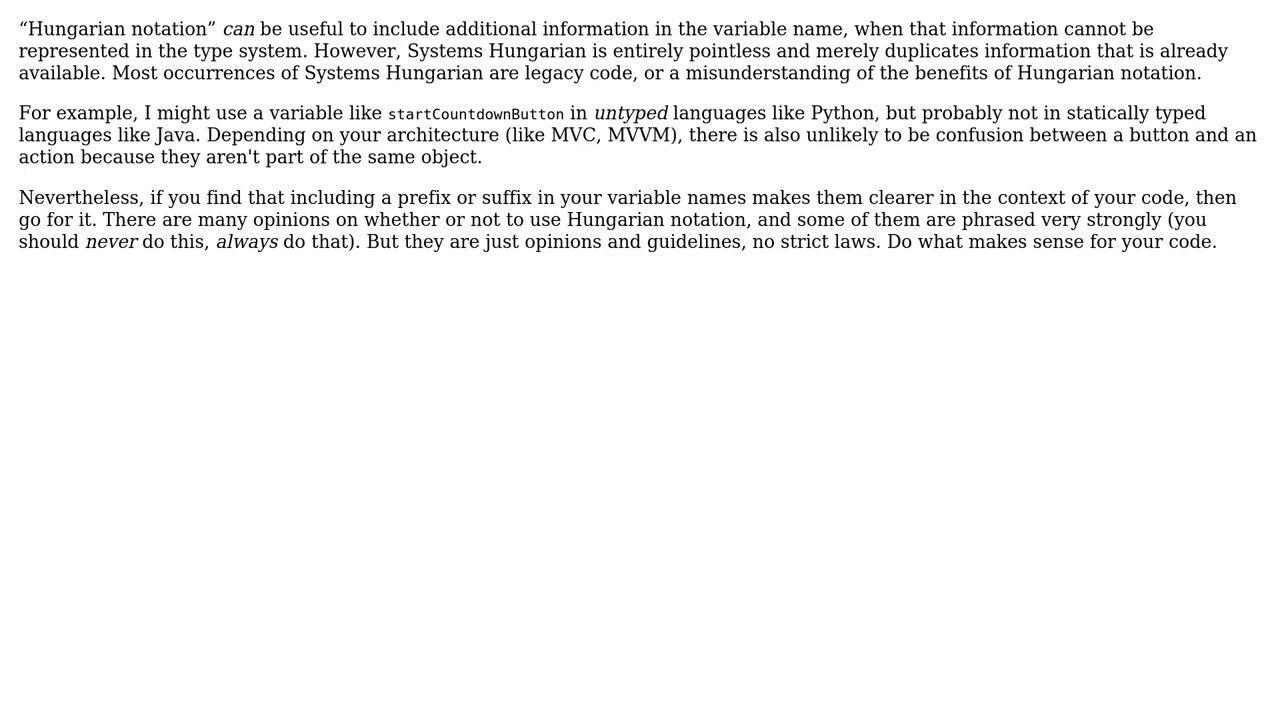 “Hungarian notation” can be useful to include additional information in the variable name, when that information cannot be
represented in the type system. However, Systems Hungarian is entirely pointless and merely duplicates information that is already
available. Most occurrences of Systems Hungarian are legacy code, or a misunderstanding of the benefits of Hungarian notation.
For example, I might use a variable like startCountdownButton in untyped languages like Python, but probably not in statically typed
languages like Java. Depending on your architecture (like MVC, MVVM), there is also unlikely to be confusion between a button and an
action because they aren't part of the same object.
Nevertheless, if you find that including a prefix or suffix in your variable names makes them clearer in the context of your code, then
go for it. There are many opinions on whether or not to use Hungarian notation, and some of them are phrased very strongly (you
should never do this, always do that). But they are just opinions and guidelines, no strict laws. Do what makes sense for your code.